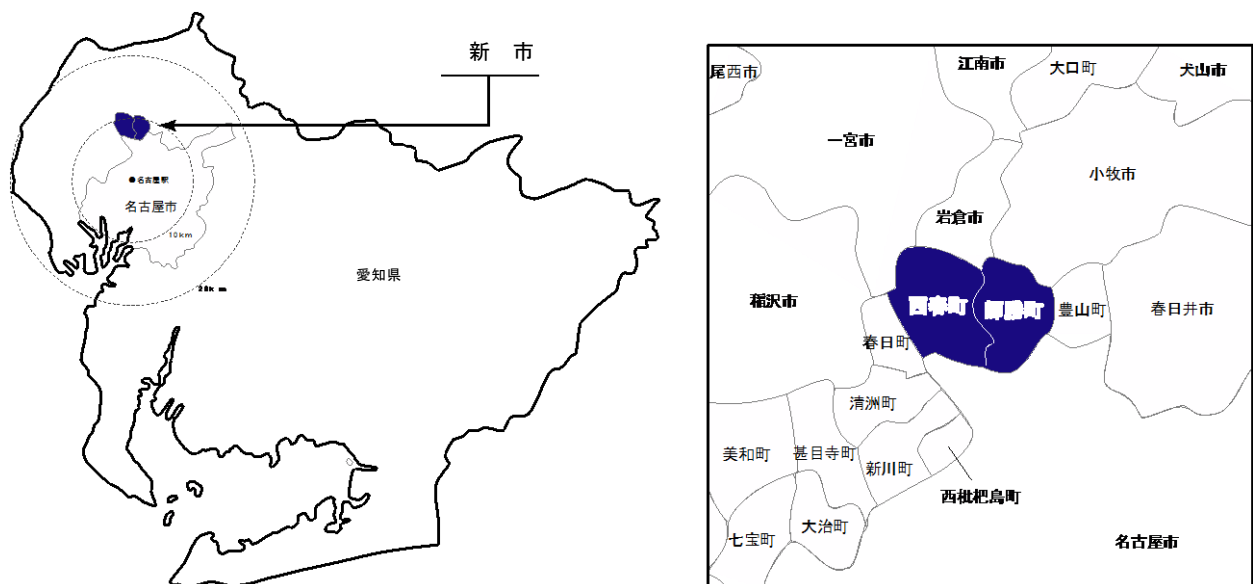 新 市
名古屋駅
名古屋市
10km
愛知県
尾西市
江南市
大口町
犬山市
一宮市
小牧市
岩倉市
稲沢市
西春町
師勝町
豊山町
春日井市
春日町
清洲町
美和町
甚目寺町
新川町
西枇杷島町
七宝町
大治町
名古屋市